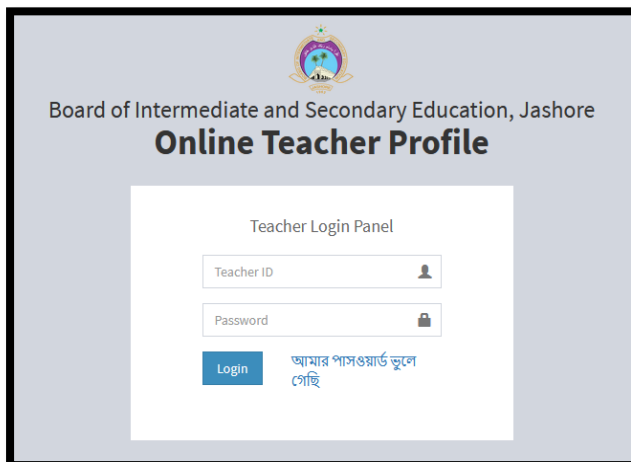 Board of Intermediate and Secondary Education, Jashore
Online Teacher Profile
Teacher Login Panel
Teacher ID
Password
Login
আমার পাসওয়ার্ড ভুলে
গেছি